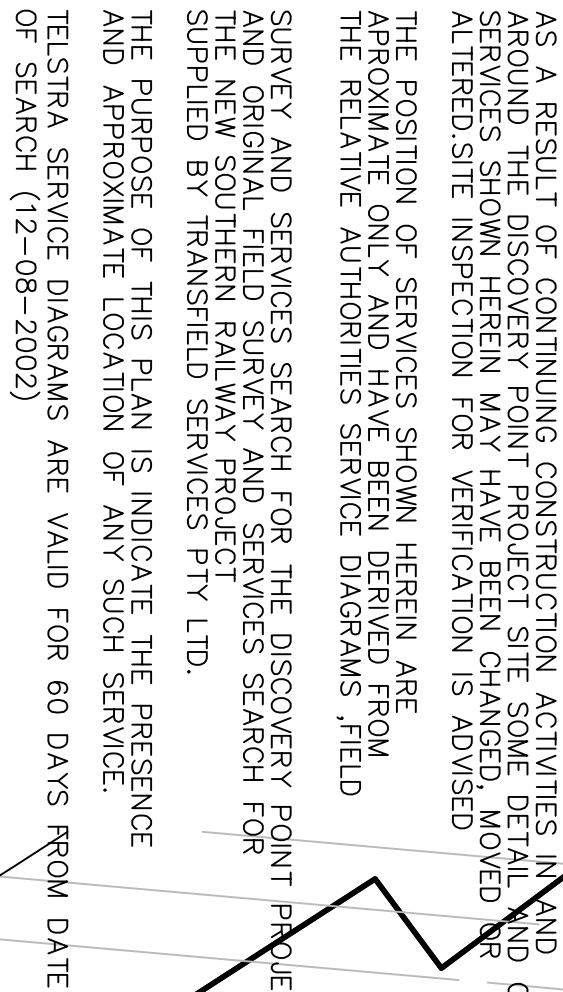 AS A RESULT OF CONTINUING CONSTRUCTION ACTIVITIES IN AND
AROUND THE DISCOVERY POINT PROJECT SITE SOME DETAIL AND
SERVICES SHOWN HEREIN MAY HAVE BEEN CHANGED, MOVED OR
ALTERED.SITE INSPECTION FOR VERIFICATION IS ADVISED
THE POSITION OF SERVICES SHOWN HEREIN ARE
APROXIMATE ONLY AND HAVE BEEN DERIVED FROM
THE RELATIVE AUTHORITIES SERVICE DIAGRAMS ,FIELD
SURVEY AND SERVICES SEARCH FOR THE DISCOVERY POINT PROJE
AND ORIGINAL FIELD SURVEY AND SERVICES SEARCH FOR
THE NEW SOUTHERN RAILWAY PROJECT
SUPPLIED BY TRANSFIELD SERVICES PTY LTD.
THE PURPOSE OF THIS PLAN IS INDICATE THE PRESENCE
AND APPROXIMATE LOCATION OF ANY SUCH SERVICE.
TELSTRA SERVICE DIAGRAMS ARE VALID FOR 60 DAYS FROM DATE
OF SEARCH (12-08-2002)